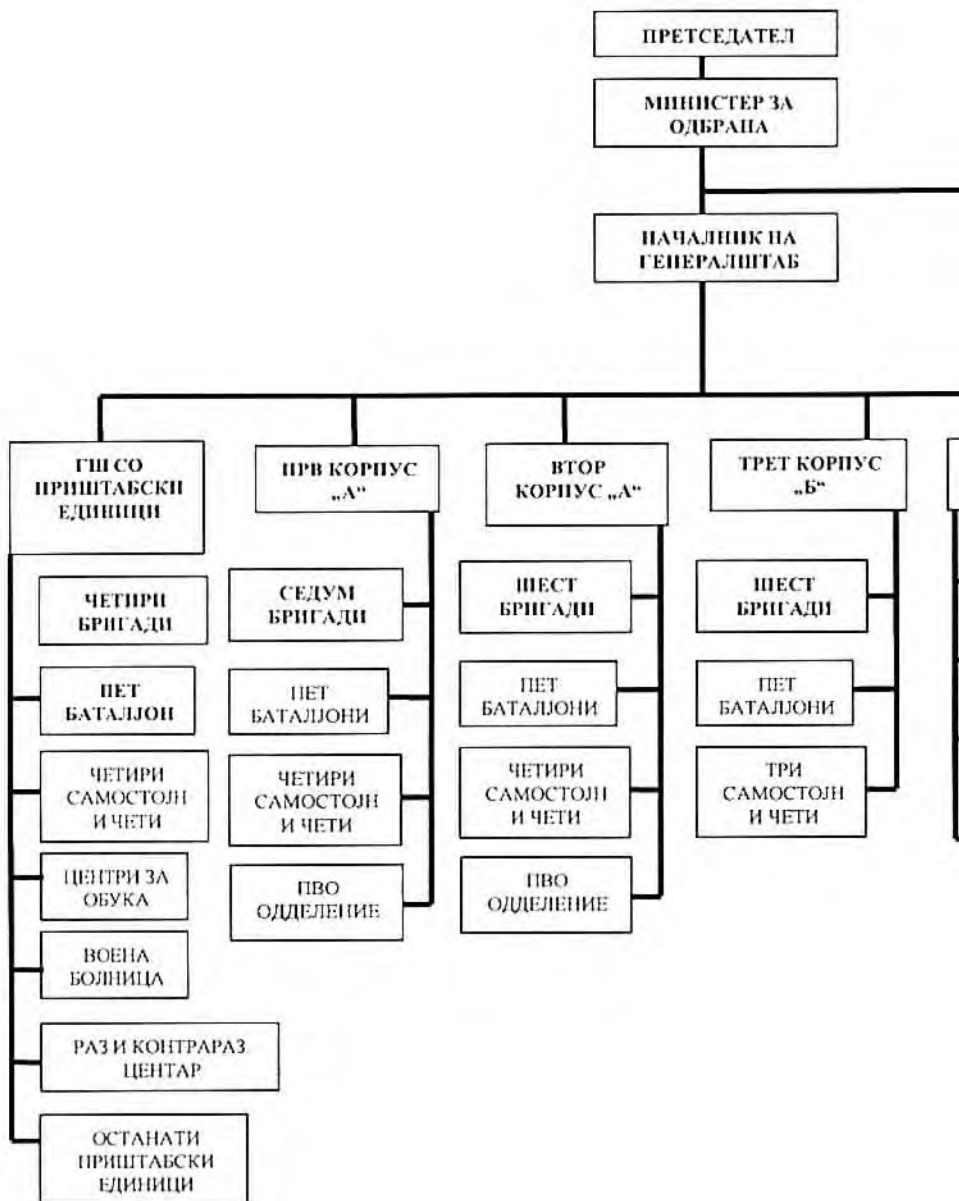 ПРЕТСЕДАТЕЛ
МИНИСТЕР ЗА
ОДБРАНА
НАЧАЛНИК НА
ГЕНЕРАЛШТАБ
ГШ СО
ПРИШТАБСКИ
ЕДИНИЦИ
ЧЕТИРИ
БРИГАДИ
ПЕТ
БАТАЛЈОН
ЧЕТИРИ
САМОСТОЈН
И ЧЕТИ
ЦЕНТРИ ЗА
ОБУКА
ВОЕНА
БОЛНИЦА
РАЗ И КОНТРАРАЗ
ЦЕНТАР
ОСТАНАТИ
ПРИШТАБСКИ
ЕДИНИЦИ
ПРВ КОРПУС
„А“
СЕДУМ
БРИГАДИ
ПЕТ
БАТАЛЈОНИ
ЧЕТИРИ
САМОСТОЈН
И ЧЕТИ
ПВО
ОДДЕЛЕНИЕ
ВТОР
КОРПУС „А“
ШЕСТ
БРИГАДИ
ПЕТ
БАТАЛЈОНИ
ЧЕТИРИ
САМОСТОЈН
И ЧЕТИ
ПВО
ОДДЕЛЕНИЕ
ТРЕТ КОРПУС
„Б“
ШЕСТ
БРИГАДИ
ПЕТ
БАТАЛЈОНИ
ТРИ
САМОСТОЈН
И ЧЕТИ